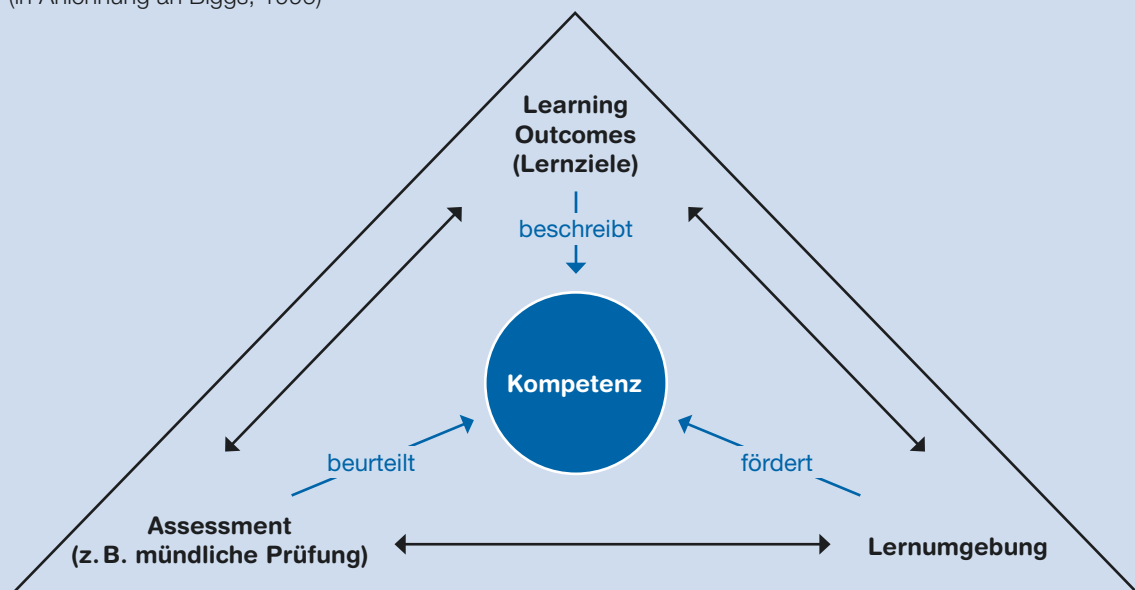 Learning
Outcomes
(Lernziele)
beschreibt
Kompetenz
beurteilt
fördert
Assessment
(z. B. mündliche Prüfung)
Lernumgebung